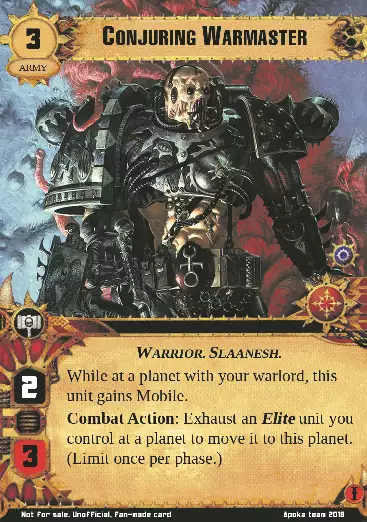 3
CONJURING WARMASTER
ARMY
WARRIOR. SLAANESH.
2
While at a planet with your warlord, this
unit gains Mobile.
Combat Action: Exhaust an Elite unit you
control at a planet to move it to this planet.
3
(Limit once per phase.)
I
Not for sale. Unofficial, Fan-made card
Apoka team 2018